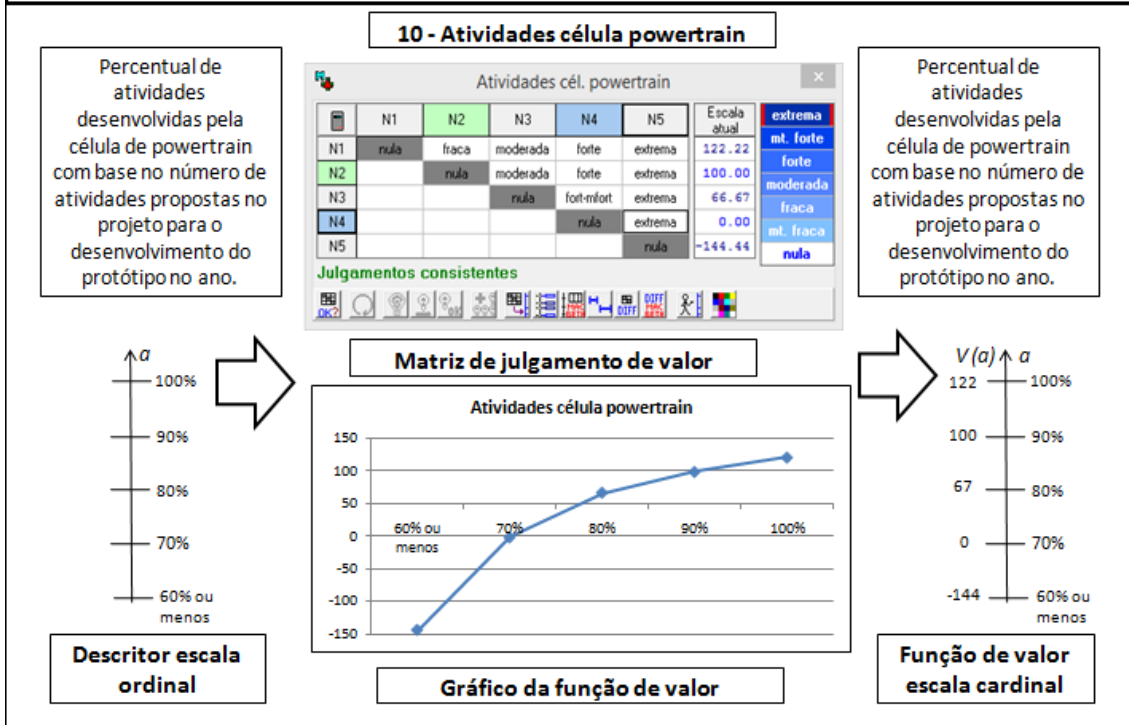 10 - Atividades célula powertrain
Percentual de
atividades
desenvolvidas pela
célula de powertrain
com base no número de
atividades propostas no
projeto para o
desenvolvimento do
protótipo no ano.
Atividades cél. powertrain
N1 N2 N3 N4 N5 Escala atual
N1 nula fraca moderada forte extrema 122.22
N2 nula moderada forte extrema 100.00
N3 nula fort-mfort extrema 66.67
N4 nula extrema 0.00
N5 nula -144.44
extrema
mt. forte
forte
moderada
fraca
mt. fraca
nula
Julgamentos consistentes
OK?
DIFF
DIFF
Percentual de
atividades
desenvolvidas pela
célula de powertrain
com base no número de
atividades propostas no
projeto para o
desenvolvimento do
protótipo no ano.
a
100%
90%
80%
70%
60% ou
menos
Descritor escala
ordinal
Matriz de julgamento de valor
Atividades célula powertrain
150
100
50
0
-50
-100
-150
60% ou
menos
70%
80%
90%
100%
Gráfico da função de valor
V (a) a
122 100%
100 90%
67 80%
0 70%
-144 60% ou
menos
Função de valor
escala cardinal